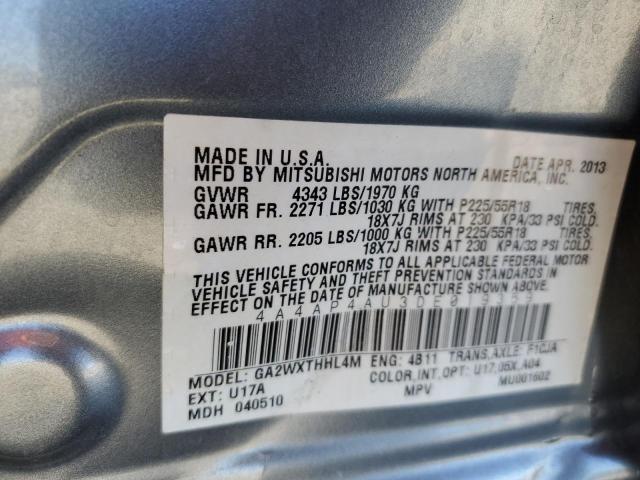 MADE IN U.S.A. DATE APR. 2013
MFD BY MITSUBISHI MOTORS NORTH AMERICA, INC.
GVWR 4343 LBS/1970 KG
GAWR FR. 2271 LBS/1030 KG WITH P225/55R18 TIRES,
18X7J RIMS AT 230 KPA/33 PSI COLD.
GAWR RR. 2205 LBS/1000 KG WITH P225/55R18 TIRES,
18X7J RIMS AT 230 KPA/33 PSI COLD.
THIS VEHICLE CONFORMS TO ALL APPLICABLE FEDERAL MOTOR
VEHICLE SAFETY AND THEFT PREVENTION STANDARDS IN
EFFECT ON THE DATE OF MANUFACTURE SHOWN ABOVE.
4A4AP4AU3DE019359
MODEL: GA2WXTHHL4M ENG: 4B11 TRANS,AXLE: F1CJA
EXT: U17A COLOR,INT,OPT: U17,05X,A04
MDH 040510 MPV MU001602